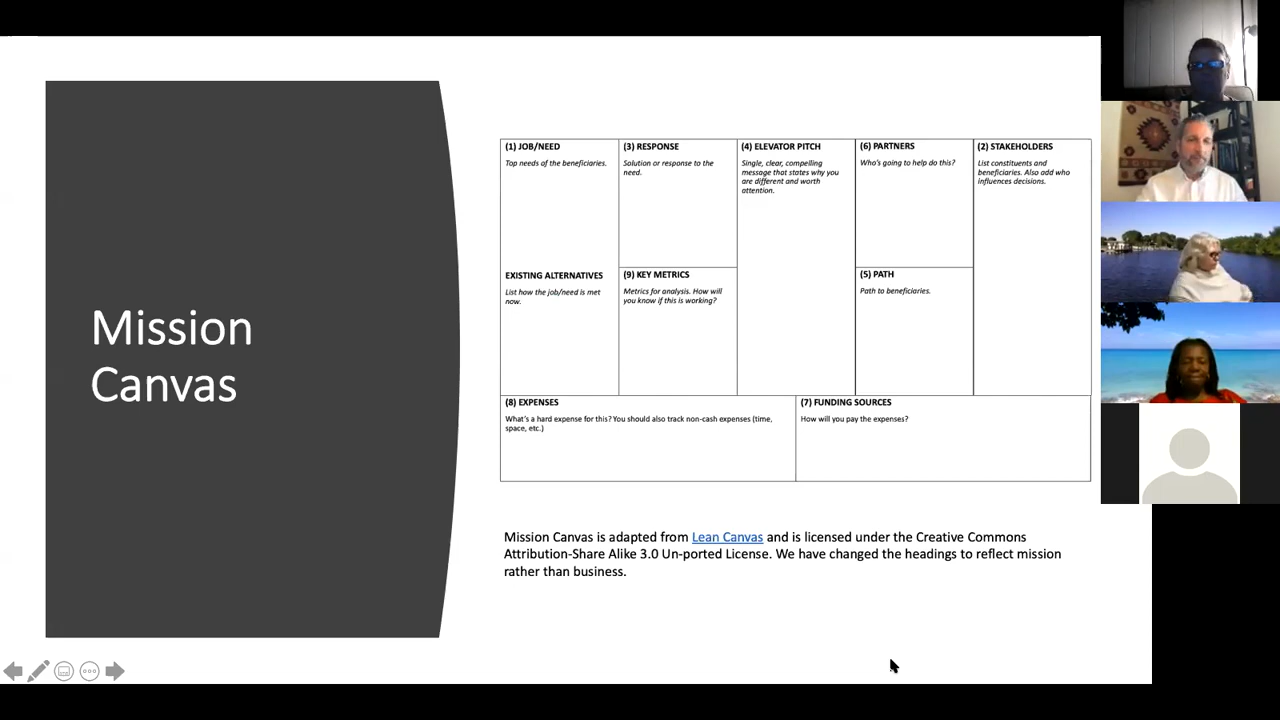 Mission
Canvas
(1) JOB/NEED
Top needs of the beneficiaries.
EXISTING ALTERNATIVES
List how the job/need is met
now.
(3) RESPONSE
Solution or response to the
need.
(9) KEY METRICS
Metrics for analysis. How will
you know if this is working?
(4) ELEVATOR PITCH
Single, clear, compelling
message that states why you
are different and worth
attention.
(6) PARTNERS
Who's going to help do this?
(5) PATH
Path to beneficiaries.
(2) STAKEHOLDERS
List constituents and
beneficiaries. Also add who
influences decisions.
(8) EXPENSES
What's a hard expense for this? You should also track non-cash expenses (time,
space, etc.)
(7) FUNDING SOURCES
How will you pay the expenses?
Mission Canvas is adapted from Lean Canvas and is licensed under the Creative Commons
Attribution-Share Alike 3.0 Un-ported License. We have changed the headings to reflect mission
rather than business.